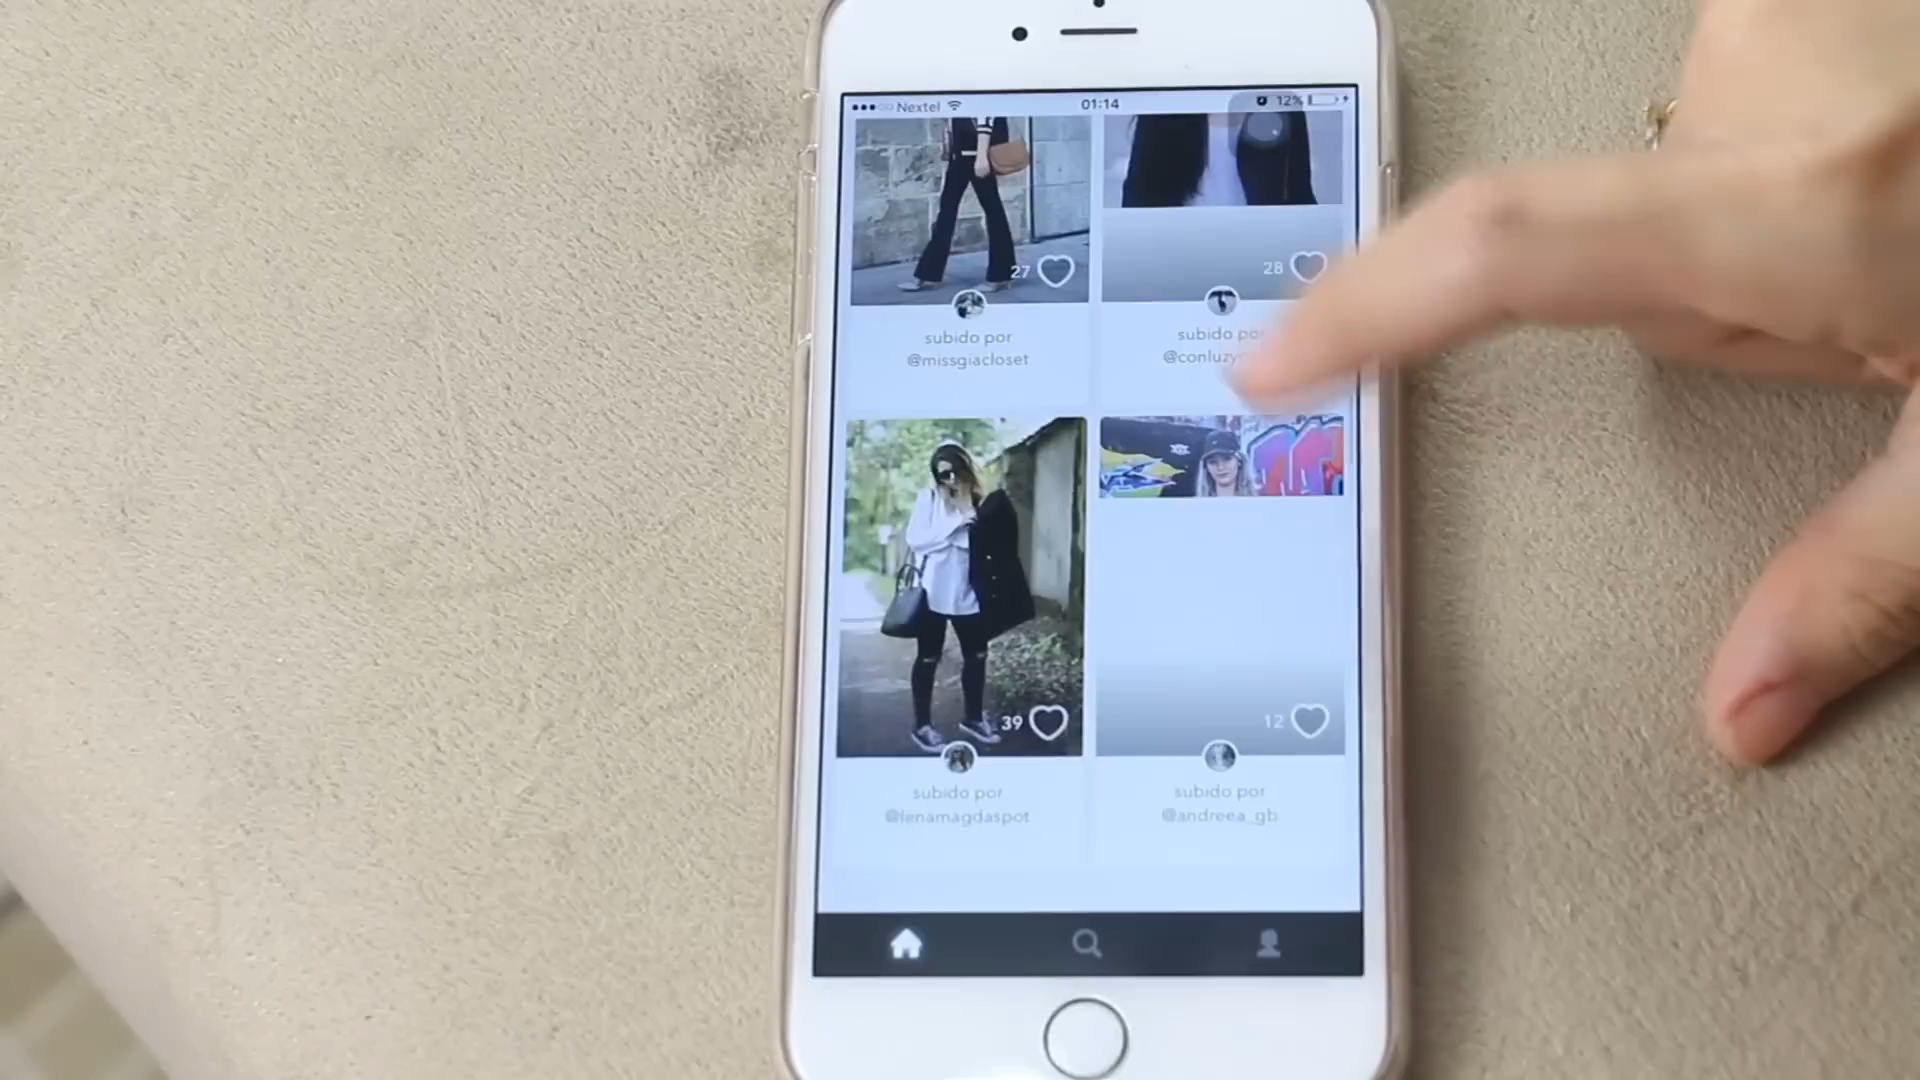 Nextel 01:14 12%
27
28
subido por
@missgiacloset
subido por
39
12
subido por
@lenamagdaspot
subido por
@andreea_gb